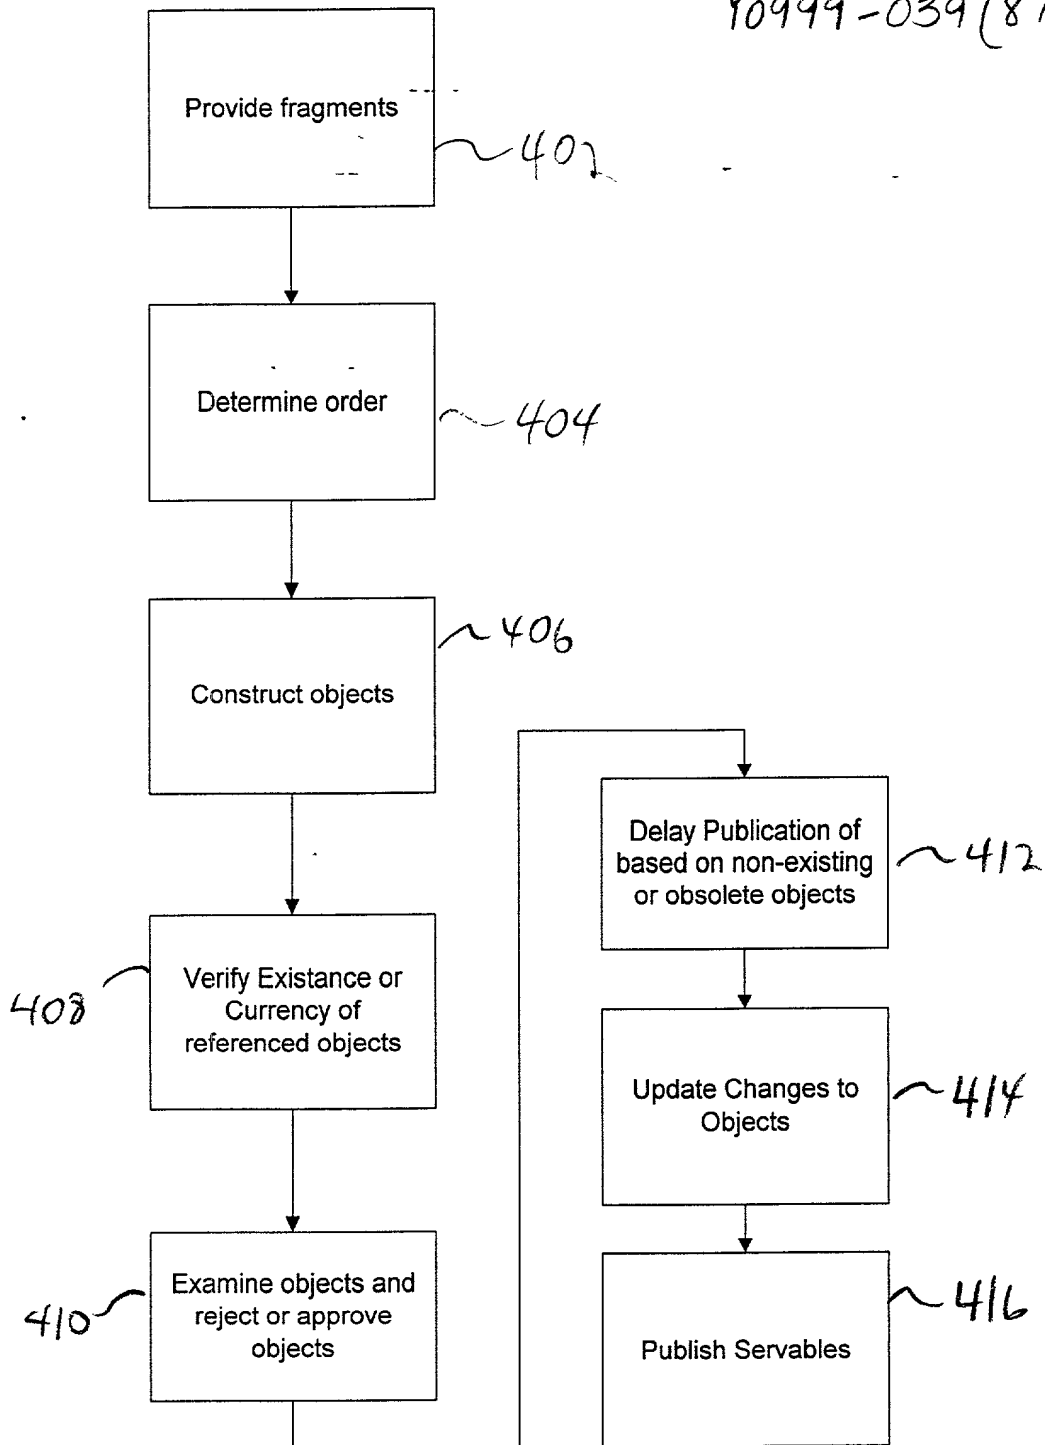 Y0999-039(8
Provide fragments
402
Determine order
404
406
Construct objects
Delay Publication of
based on non-existing
or obsolete objects
412
408
Verify Existance or
Currency of
referenced objects
Update Changes to
Objects
414
410
Examine objects and
reject or approve
objects
416
Publish Servables